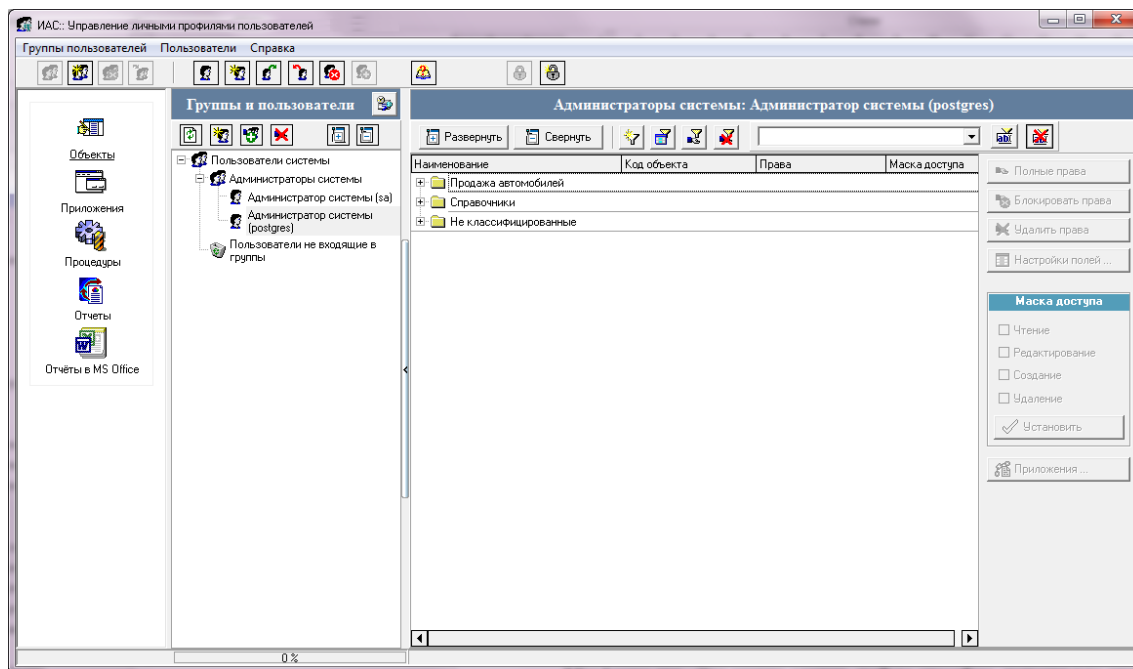 ИАС:: Управление личными профилями пользователей
Группы пользователей Пользователи Справка
Группы и пользователи
Администраторы системы: Администратор системы (postgres)
Развернуть Свернуть
Объекты
Приложения
Процедуры
Отчеты
Отчёты в MS Office
Пользователи системы
Администраторы системы
Администратор системы (sa)
Администратор системы
(postgres)
Пользователи не входящие в
группы
Наименование Код объекта Права Маска доступа
Продажа автомобилей
Справочники
Не классифицированные
Полные права
Блокировать права
Удалить права
Настройки полей ...
Маска доступа
Чтение
Редактирование
Создание
Удаление
Установить
Приложения ...
0 %